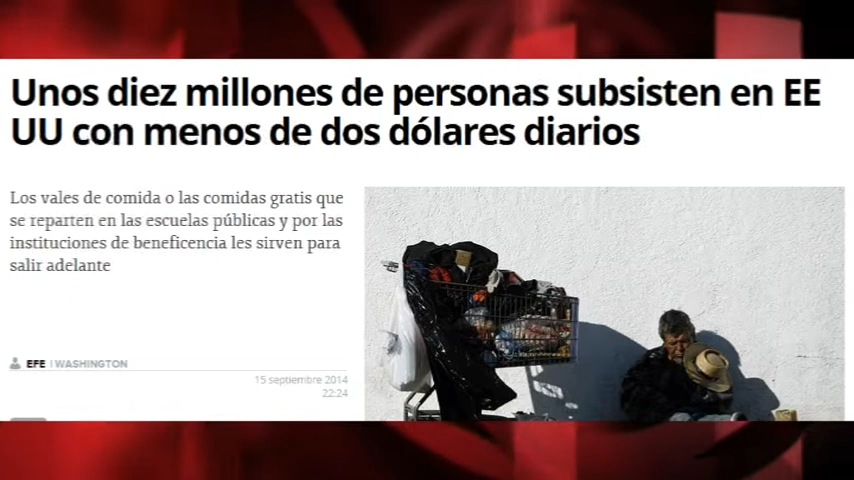 Unos diez millones de personas subsisten en EE
UU con menos de dos dólares diarios
Los vales de comida o las comidas gratis que
se reparten en las escuelas públicas y por las
instituciones de beneficencia les sirven para
salir adelante
EFE | WASHINGTON
15 septiembre 2014
22:24